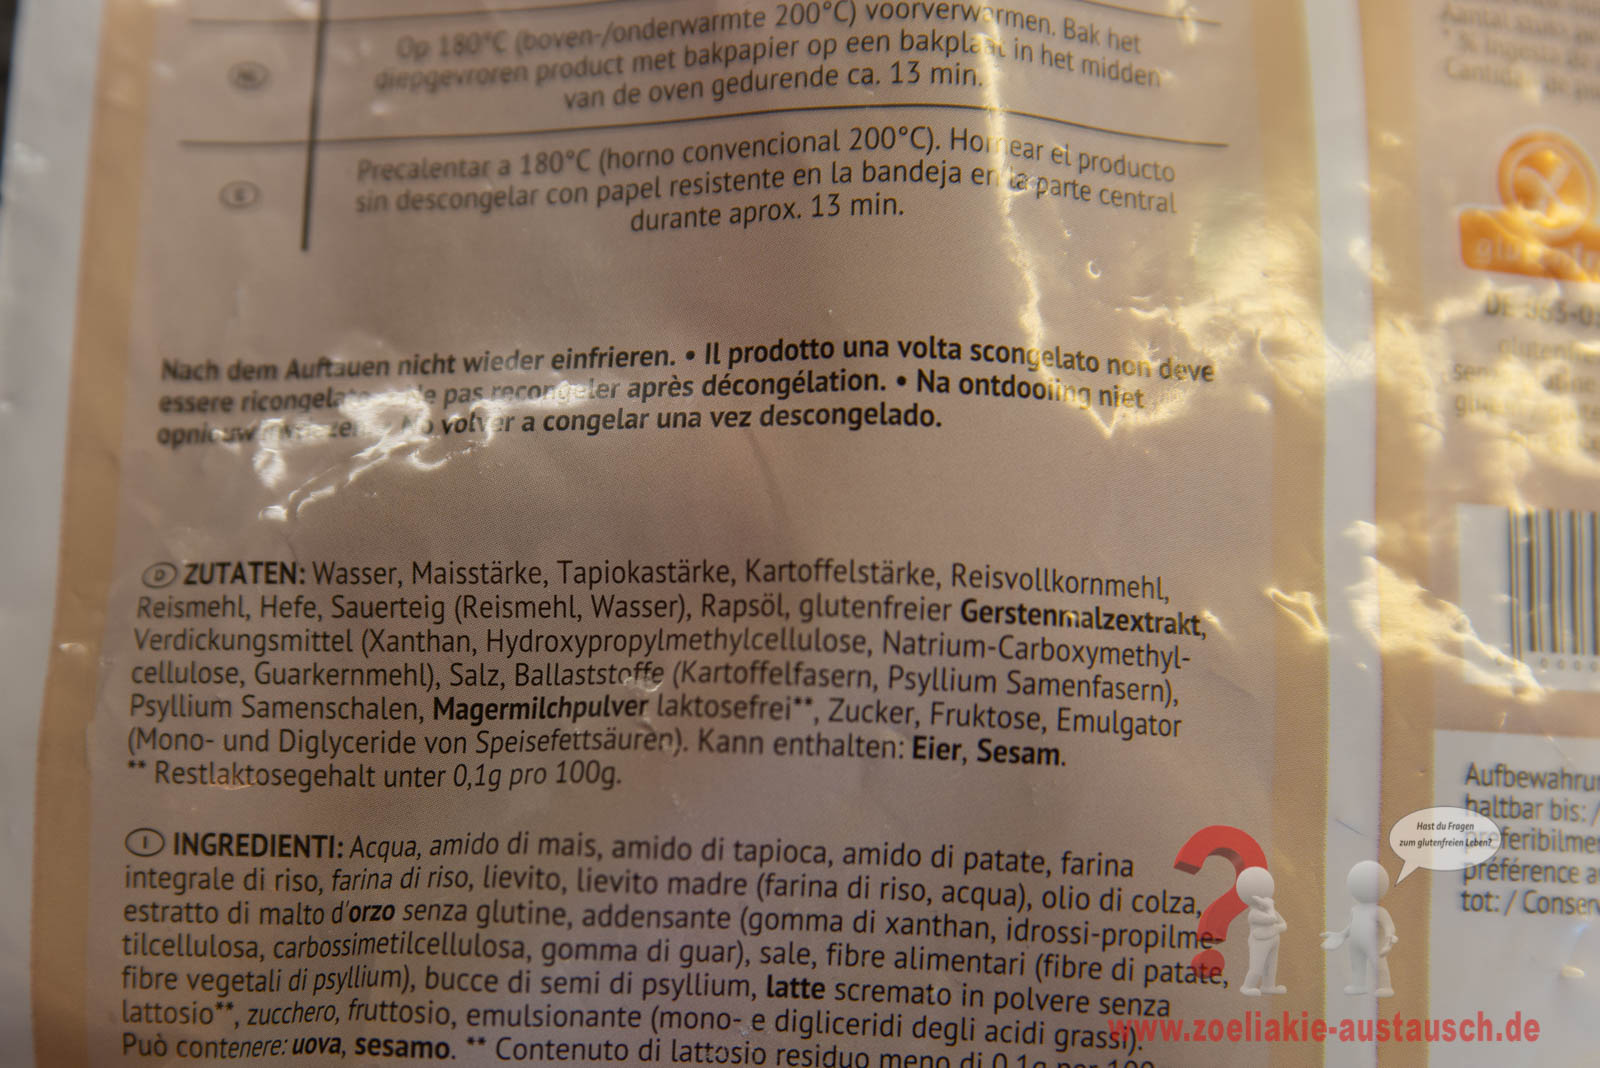 Op 180°C (boven-/onderwarmte 200°C) voorverwarmen. Bak het
diepgevroren product met bakpapier op een bakplaat in het midden
van de oven gedurende ca. 13 min.
E
Precalentar a 180°C (horno convencional 200°C). Hornear el producto
sin descongelar con papel resistente en la bandeja en la parte central
durante aprox. 13 min.
Nach dem Auftauen nicht wieder einfrieren. • Il prodotto una volta scongelato non deve
essere ricongelato • Ne pas recongeler après décongélation. • Na ontdooiing niet
opnieuw No volver a congelar una vez descongelado.
D ZUTATEN: Wasser, Maisstärke, Tapiokastärke, Kartoffelstärke, Reisvollkornmehl,
Reismehl, Hefe, Sauerteig (Reismehl, Wasser), Rapsöl, glutenfreier Gerstenmalzextrakt,
Verdickungsmittel (Xanthan, Hydroxypropylmethylcellulose, Natrium-Carboxymethyl-
cellulose, Guarkernmehl), Salz, Ballaststoffe (Kartoffelfasern, Psyllium Samenfasern),
Psyllium Samenschalen, Magermilchpulver laktosefrei**, Zucker, Fruktose, Emulgator
(Mono- und Diglyceride von Speisefettsäuren). Kann enthalten: Eier, Sesam.
** Restlaktosegehalt unter 0,1g pro 100g.
I INGREDIENTI: Acqua, amido di mais, amido di tapioca, amido di patate, farina
integrale di riso, farina di riso, lievito, lievito madre (farina di riso, acqua), olio di colza,
estratto di malto d'orzo senza glutine, addensante (gomma di xanthan, idrossi-propilme-
tilcellulosa, carbossimetilcellulosa, gomma di guar), sale, fibre alimentari (fibre di patate,
fibre vegetali di psyllium), bucce di semi di psyllium, latte scremato in polvere senza
lattosio**, zucchero, fruttosio, emulsionante (mono- e digliceridi degli acidi grassi).
Può contenere: uova, sesamo. ** Contenuto di lattosio residuo meno di 0,1g per 100
Aufbewahru
haltbar bis: /
preferibilme
préférence a
tot: / Conserv
Hast du Fragen
zum glutenfreien Leben?
www.zoeliakie-austausch.de